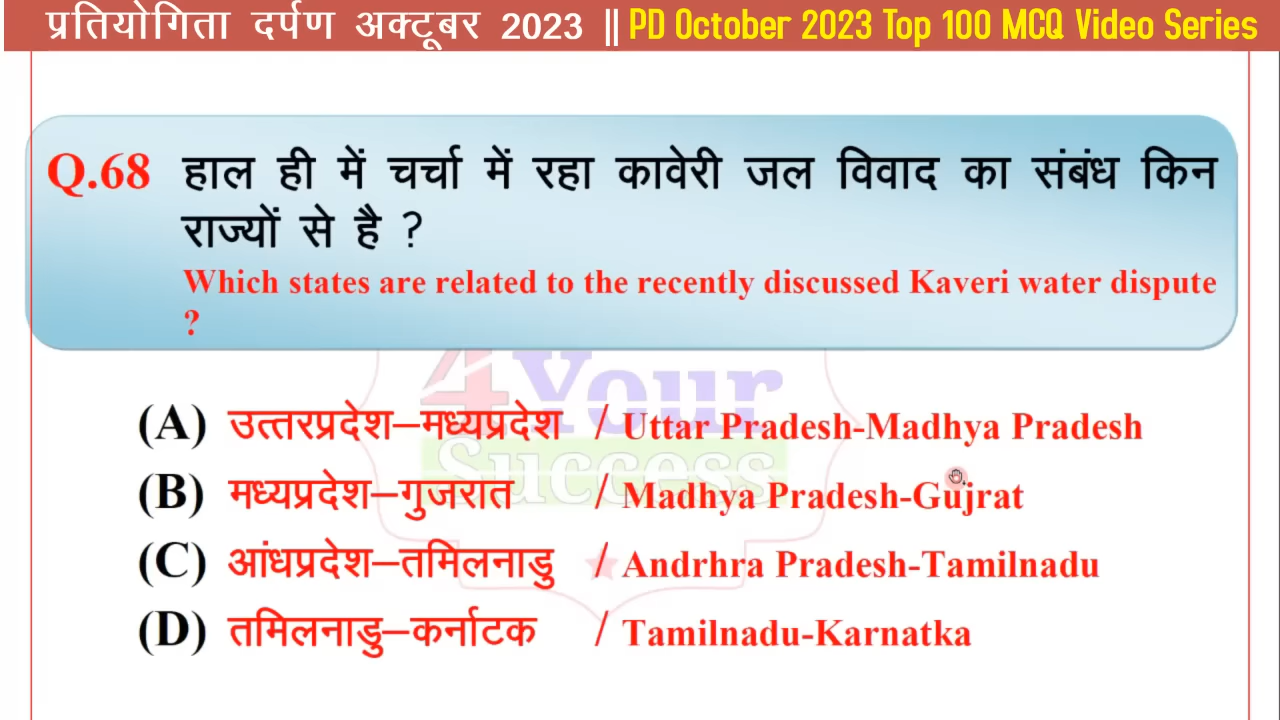 प्रतियोगिता दर्पण अक्टूबर 2023 || PD October 2023 Top 100 MCQ Video Series
Q.68 हाल ही में चर्चा में रहा कावेरी जल विवाद का संबंध किन
राज्यों से है ?
Which states are related to the recently discussed Kaveri water dispute
?
4Your
Success
(A) उत्तरप्रदेश–मध्यप्रदेश / Uttar Pradesh-Madhya Pradesh
(B) मध्यप्रदेश–गुजरात / Madhya Pradesh-Gujrat
(C) आंधप्रदेश–तमिलनाडु / Andrhra Pradesh-Tamilnadu
(D) तमिलनाडु–कर्नाटक / Tamilnadu-Karnatka